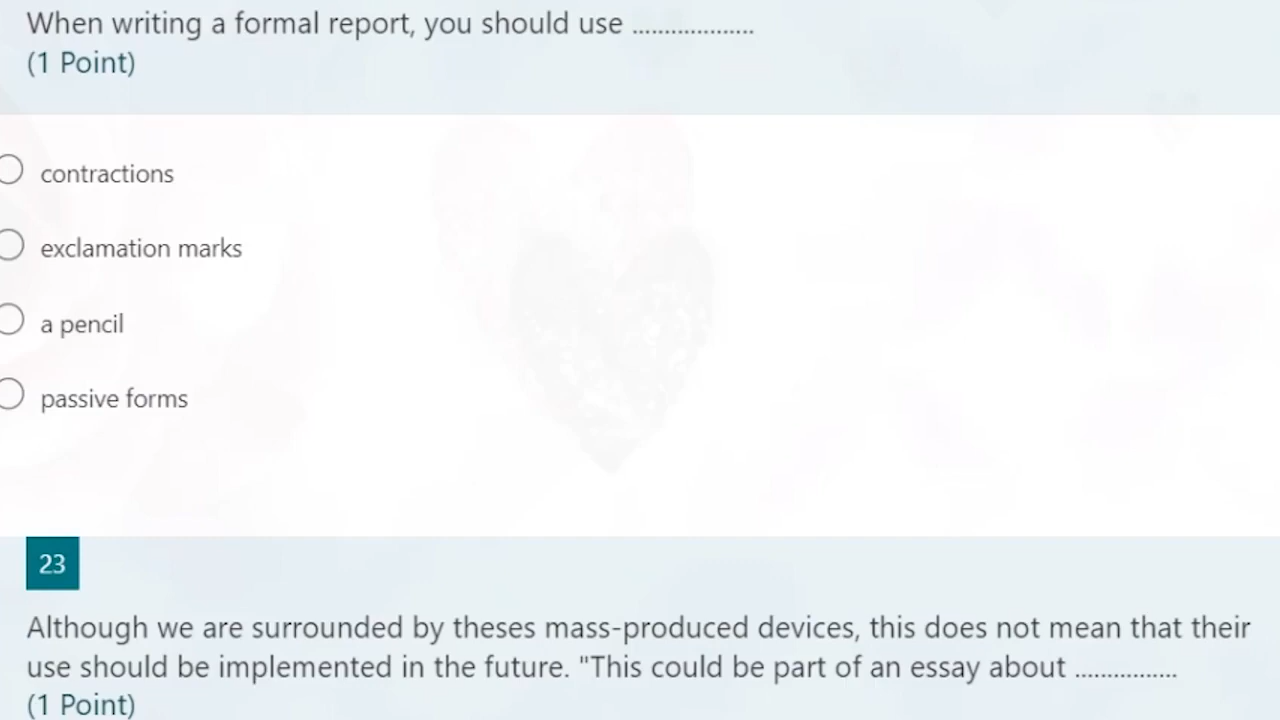 When writing a formal report, you should use ...................
(1 Point)
contractions
exclamation marks
a pencil
passive forms
23
Although we are surrounded by theses mass-produced devices, this does not mean that their
use should be implemented in the future. "This could be part of an essay about ................
(1 Point)